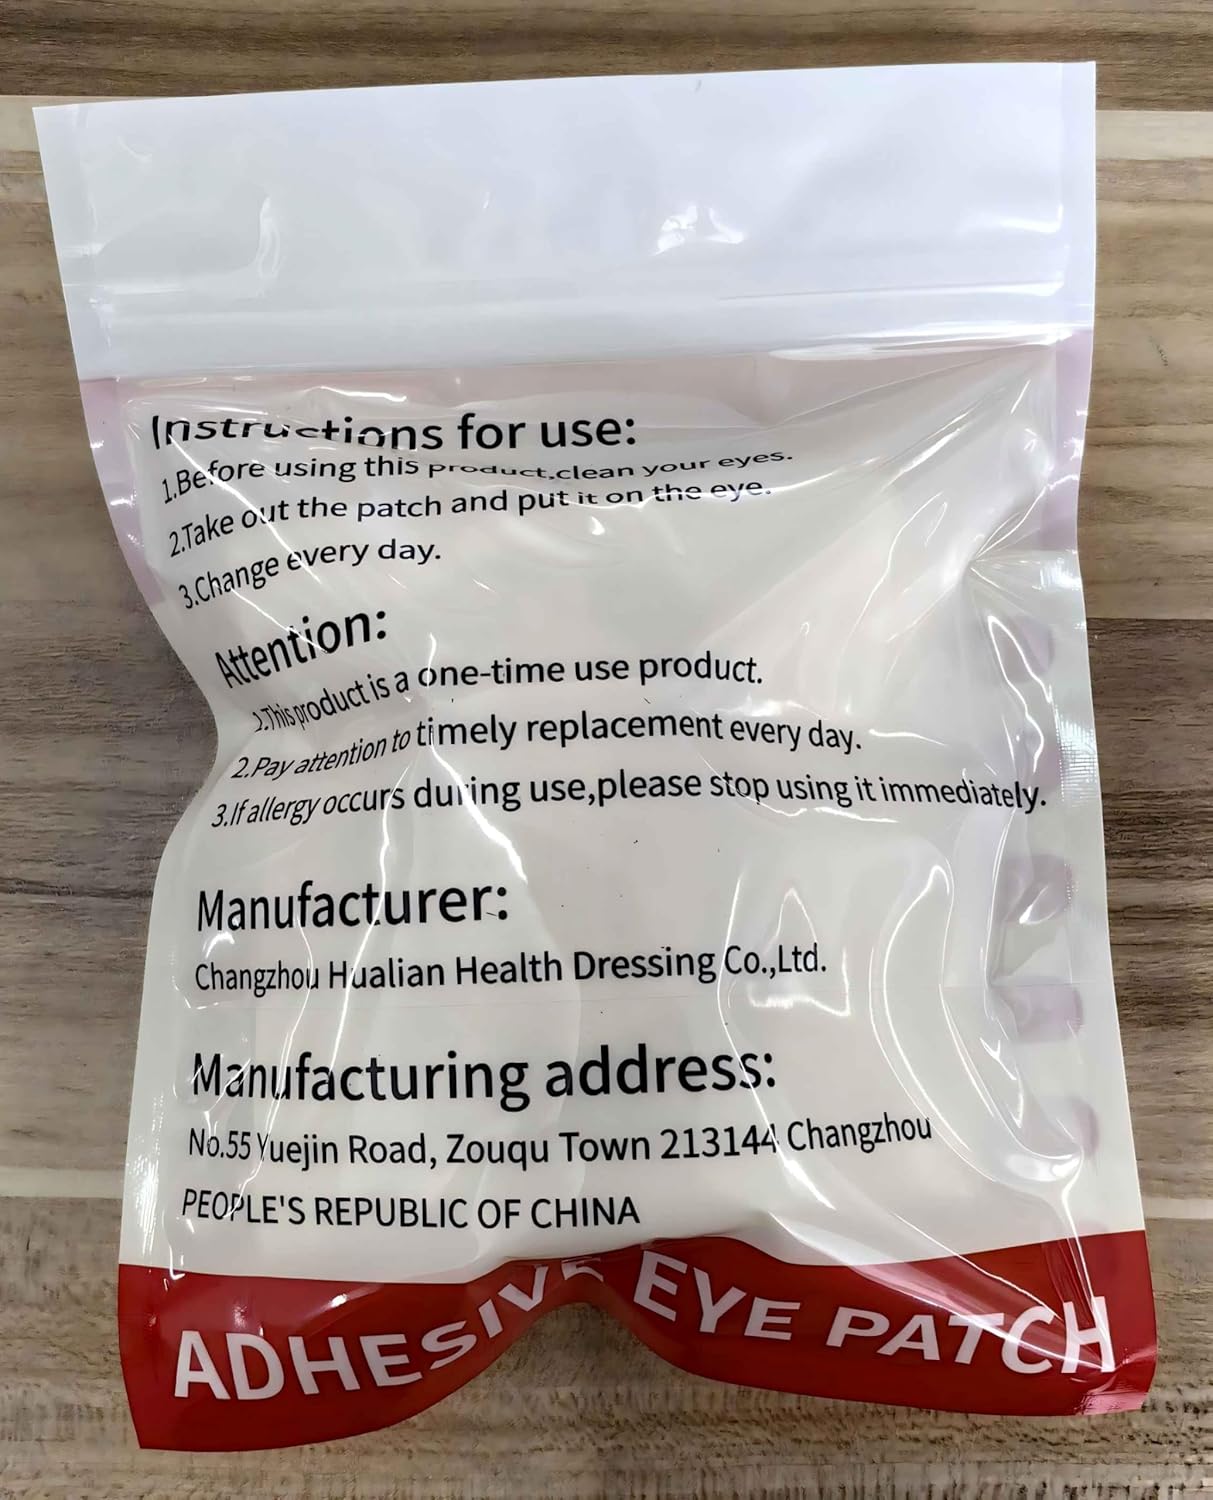 Instructions for use:
1.Before using this product,clean your eyes.
2.Take out the patch and put it on the eye.
3.Change every day.
Attention:
1.This product is a one-time use product.
2.Pay attention to timely replacement every day.
3.If allergy occurs during use,please stop using it immediately.
Manufacturer:
Changzhou Hualian Health Dressing Co.,Ltd.
Manufacturing address:
No.55 Yuejin Road, Zouqu Town 213144 Changzhou
PEOPLE'S REPUBLIC OF CHINA
ADHESIVE EYE PATCH